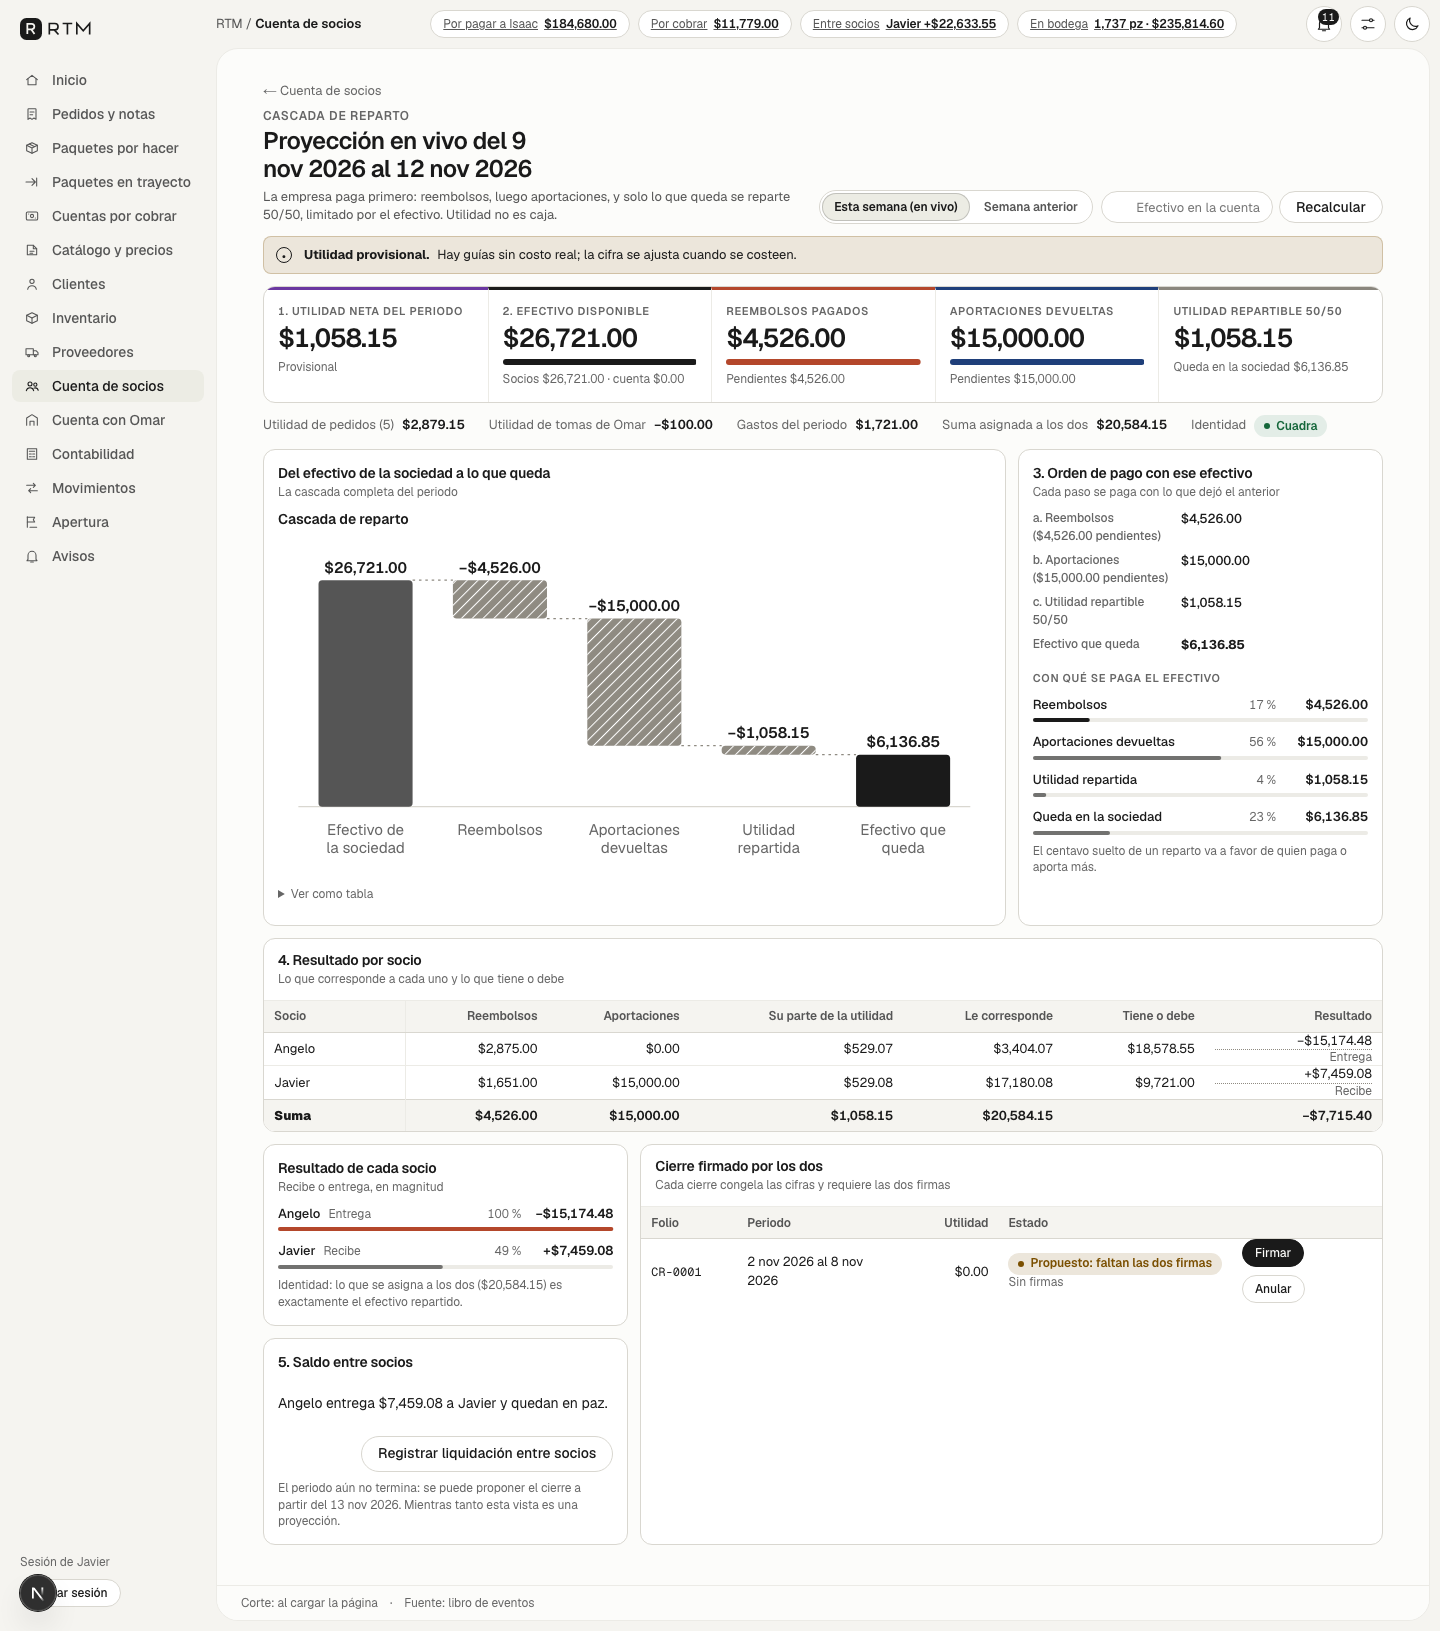 R RTM
RTM / Cuenta de socios
Por pagar a Isaac $184,680.00
Por cobrar $11,779.00
Entre socios Javier +$22,633.55
En bodega 1,737 pz · $235,814.60
11
Inicio
Pedidos y notas
Paquetes por hacer
Paquetes en trayecto
Cuentas por cobrar
Catálogo y precios
Clientes
Inventario
Proveedores
Cuenta de socios
Cuenta con Omar
Contabilidad
Movimientos
Apertura
Avisos
← Cuenta de socios
CASCADA DE REPARTO
Proyección en vivo del 9
nov 2026 al 12 nov 2026
La empresa paga primero: reembolsos, luego aportaciones, y solo lo que queda se reparte
50/50, limitado por el efectivo. Utilidad no es caja.
Esta semana (en vivo) Semana anterior
Efectivo en la cuenta
Recalcular
Utilidad provisional. Hay guías sin costo real; la cifra se ajusta cuando se costeen.
1. UTILIDAD NETA DEL PERIODO
$1,058.15
Provisional
2. EFECTIVO DISPONIBLE
$26,721.00
Socios $26,721.00 · cuenta $0.00
REEMBOLSOS PAGADOS
$4,526.00
Pendientes $4,526.00
APORTACIONES DEVUELTAS
$15,000.00
Pendientes $15,000.00
UTILIDAD REPARTIBLE 50/50
$1,058.15
Queda en la sociedad $6,136.85
Utilidad de pedidos (5) $2,879.15 Utilidad de tomas de Omar −$100.00 Gastos del periodo $1,721.00 Suma asignada a los dos $20,584.15 Identidad Cuadra
Del efectivo de la sociedad a lo que queda
La cascada completa del periodo
Cascada de reparto
$26,721.00
−$4,526.00
−$15,000.00
−$1,058.15
$6,136.85
Efectivo de
la sociedad
Reembolsos
Aportaciones
devueltas
Utilidad
repartida
Efectivo que
queda
▶ Ver como tabla
3. Orden de pago con ese efectivo
Cada paso se paga con lo que dejó el anterior
a. Reembolsos
($4,526.00 pendientes)
$4,526.00
b. Aportaciones
($15,000.00 pendientes)
$15,000.00
c. Utilidad repartible
50/50
$1,058.15
Efectivo que queda $6,136.85
CON QUÉ SE PAGA EL EFECTIVO
Reembolsos 17 % $4,526.00
Aportaciones devueltas 56 % $15,000.00
Utilidad repartida 4 % $1,058.15
Queda en la sociedad 23 % $6,136.85
El centavo suelto de un reparto va a favor de quien paga o
aporta más.
4. Resultado por socio
Lo que corresponde a cada uno y lo que tiene o debe
Socio Reembolsos Aportaciones Su parte de la utilidad Le corresponde Tiene o debe Resultado
Angelo $2,875.00 $0.00 $529.07 $3,404.07 $18,578.55 −$15,174.48
Entrega
Javier $1,651.00 $15,000.00 $529.08 $17,180.08 $9,721.00 +$7,459.08
Recibe
Suma $4,526.00 $15,000.00 $1,058.15 $20,584.15 −$7,715.40
Resultado de cada socio
Recibe o entrega, en magnitud
Angelo Entrega 100 % −$15,174.48
Javier Recibe 49 % +$7,459.08
Identidad: lo que se asigna a los dos ($20,584.15) es
exactamente el efectivo repartido.
5. Saldo entre socios
Angelo entrega $7,459.08 a Javier y quedan en paz.
Registrar liquidación entre socios
El periodo aún no termina: se puede proponer el cierre a
partir del 13 nov 2026. Mientras tanto esta vista es una
proyección.
Cierre firmado por los dos
Cada cierre congela las cifras y requiere las dos firmas
Folio Periodo Utilidad Estado
CR-0001
2 nov 2026 al 8 nov
2026
$0.00
Propuesto: faltan las dos firmas
Sin firmas
Firmar
Anular
Sesión de Javier
N
ar sesión
Corte: al cargar la página · Fuente: libro de eventos